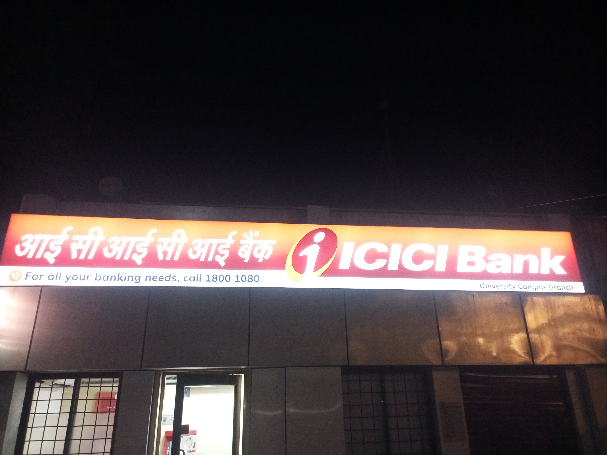 आई सी आई सी आई बैंक
i ICICI Bank
For all your banking needs, call 1800 1080
University Campus Branch